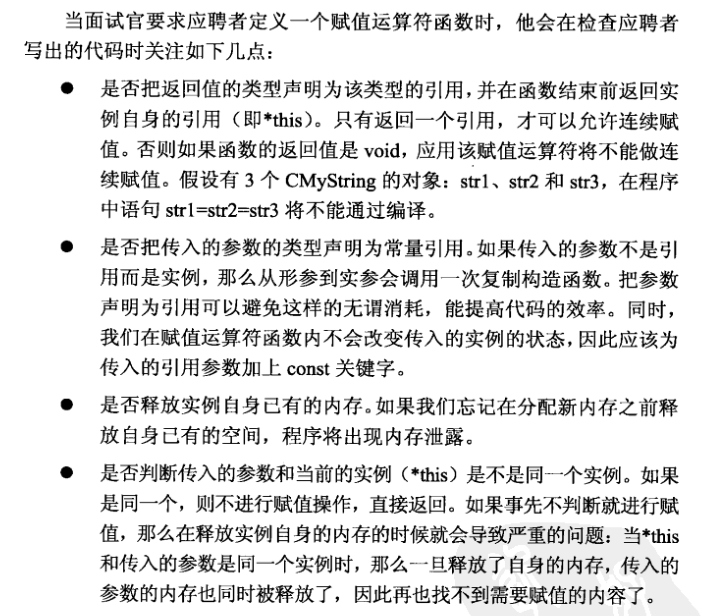 当面试官要求应聘者定义一个赋值运算符函数时，他会在检查应聘者
写出的代码时关注如下几点：
● 是否把返回值的类型声明为该类型的引用，并在函数结束前返回实
例自身的引用（即*this）。只有返回一个引用，才可以允许连续赋
值。否则如果函数的返回值是 void，应用该赋值运算符将不能做连
续赋值。假设有 3 个 CMyString 的对象：str1、str2 和 str3，在程序
中语句 str1=str2=str3 将不能通过编译。
● 是否把传入的参数的类型声明为常量引用。如果传入的参数不是引
用而是实例，那么从形参到实参会调用一次复制构造函数。把参数
声明为引用可以避免这样的无谓消耗，能提高代码的效率。同时，
我们在赋值运算符函数内不会改变传入的实例的状态，因此应该为
传入的引用参数加上 const 关键字。
● 是否释放实例自身已有的内存。如果我们忘记在分配新内存之前释
放自身已有的空间，程序将出现内存泄露。
● 是否判断传入的参数和当前的实例（*this）是不是同一个实例。如果
是同一个，则不进行赋值操作，直接返回。如果事先不判断就进行赋
值，那么在释放实例自身的内存的时候就会导致严重的问题：当*this
和传入的参数是同一个实例时，那么一旦释放了自身的内存，传入的
参数的内存也同时被释放了，因此再也找不到需要赋值的内容了。